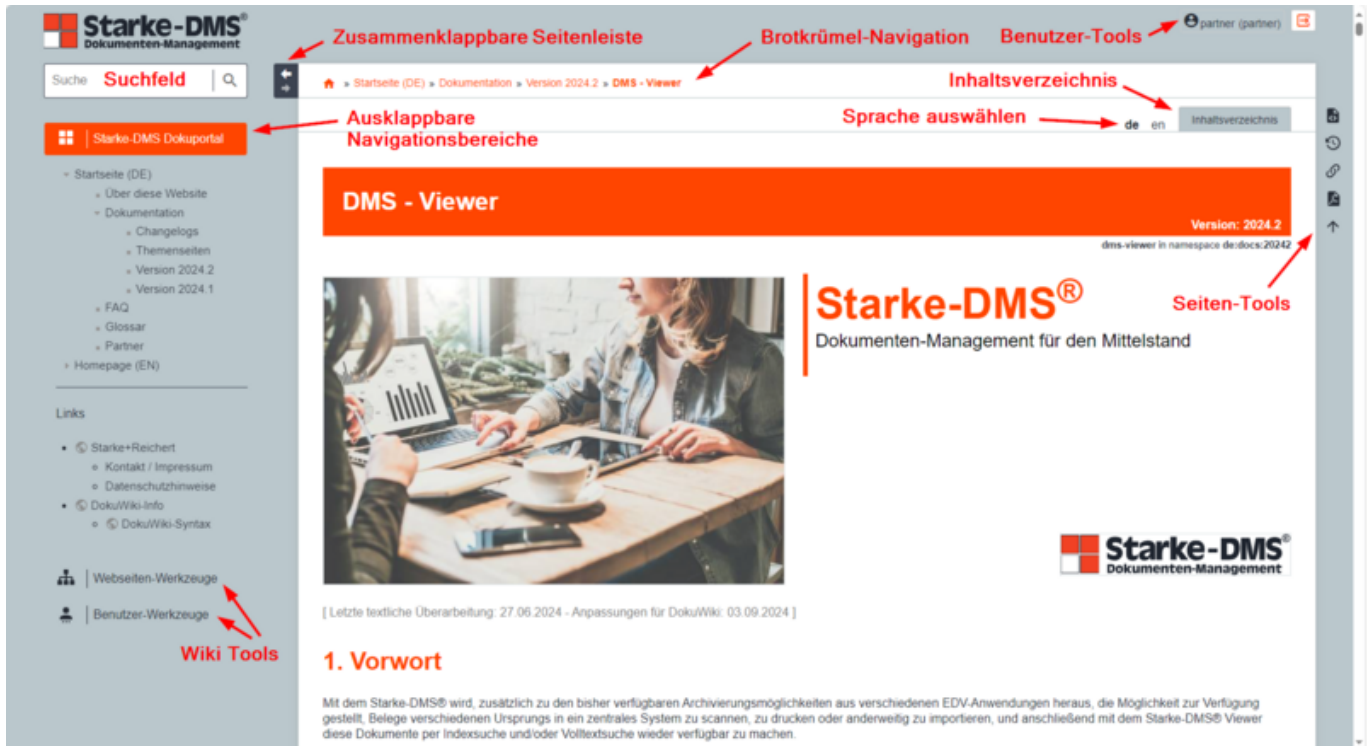 Starke-DMS®
Dokumenten-Management
Zusammenklappbare Seitenleiste
Brotkrümel-Navigation
Benutzer-Tools
partner (partner)
Suche
Suchfeld
» Startseite (DE) » Dokumentation » Version 2024.2 » DMS - Viewer
Inhaltsverzeichnis
Ausklappbare
Navigationsbereiche
Sprache auswählen
de en
Inhaltsverzeichnis
Starke-DMS Dokuportal
Startseite (DE)
Über diese Website
Dokumentation
Changelogs
Themenseiten
Version 2024.2
Version 2024.1
FAQ
Glossar
Partner
Homepage (EN)
Links
Starke+Reichert
Kontakt / Impressum
Datenschutzhinweise
DokuWiki-Info
DokuWiki-Syntax
Webseiten-Werkzeuge
Benutzer-Werkzeuge
Wiki Tools
DMS - Viewer
Version: 2024.2
dms-viewer in namespace de:docs:20242
Seiten-Tools
Starke-DMS®
Dokumenten-Management für den Mittelstand
Starke-DMS®
Dokumenten-Management
[ Letzte textliche Überarbeitung: 27.06.2024 - Anpassungen für DokuWiki: 03.09.2024 ]
1. Vorwort
Mit dem Starke-DMS® wird, zusätzlich zu den bisher verfügbaren Archivierungsmöglichkeiten aus verschiedenen EDV-Anwendungen heraus, die Möglichkeit zur Verfügung
gestellt, Belege verschiedenen Ursprungs in ein zentrales System zu scannen, zu drucken oder anderweitig zu importieren, und anschließend mit dem Starke-DMS® Viewer
diese Dokumente per Indexsuche und/oder Volltextsuche wieder verfügbar zu machen.